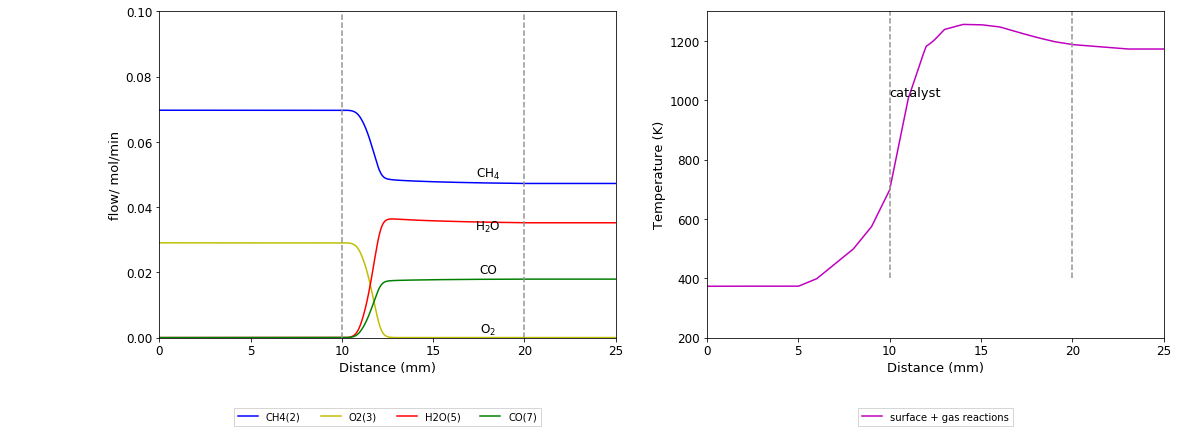 0.10
0.08
0.06
0.04
0.02
0.00
flow/ mol/min
CH4
H2O
CO
O2
0 5 10 15 20 25
Distance (mm)
CH4(2) O2(3) H2O(5) CO(7)
1200
1000
800
600
400
200
Temperature (K)
catalyst
0 5 10 15 20 25
Distance (mm)
surface + gas reactions